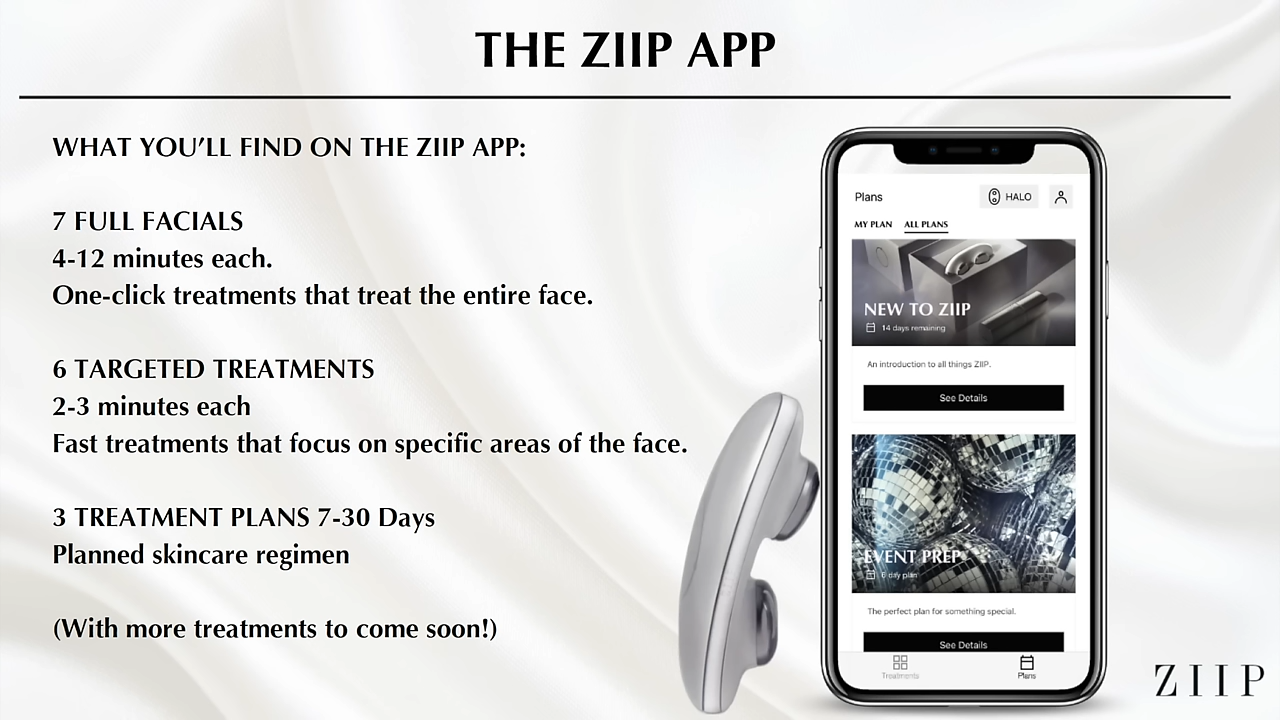 THE ZIIP APP
WHAT YOU'LL FIND ON THE ZIIP APP:
7 FULL FACIALS
4-12 minutes each.
One-click treatments that treat the entire face.
6 TARGETED TREATMENTS
2-3 minutes each
Fast treatments that focus on specific areas of the face.
3 TREATMENT PLANS 7-30 Days
Planned skincare regimen
(With more treatments to come soon!)
Plans
HALO
MY PLAN ALL PLANS
NEW TO ZIIP
14 days remaining
An introduction to all things ZIIP.
See Details
EVENT PREP
6 day plan
The perfect plan for something special.
See Details
Treatments Plans
ZIIP